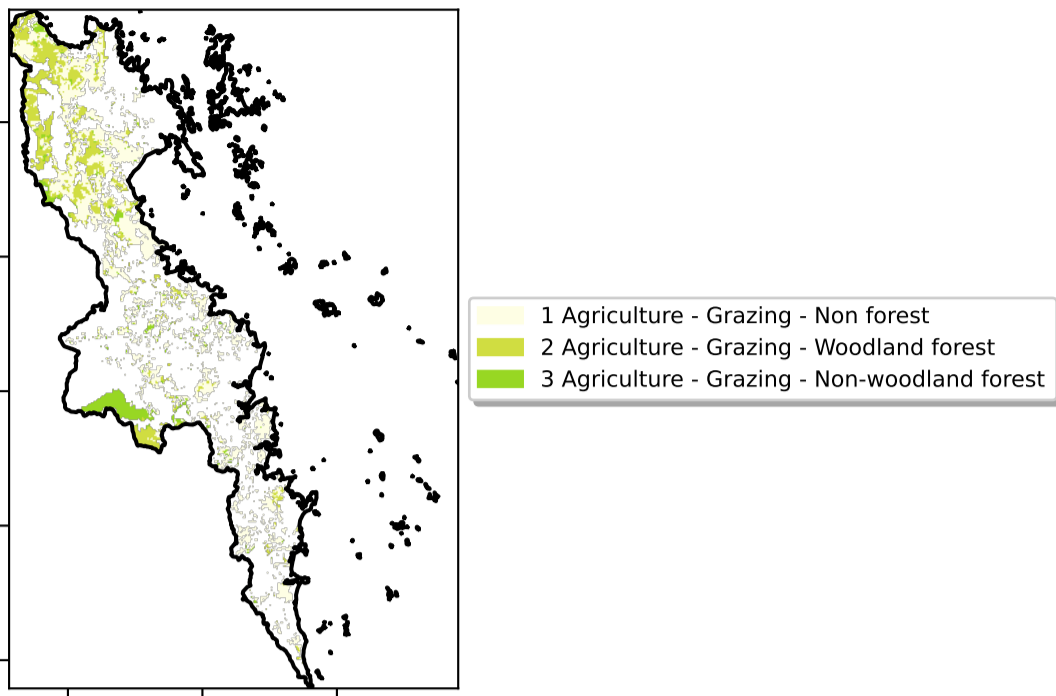 1 Agriculture - Grazing - Non forest
2 Agriculture - Grazing - Woodland forest
3 Agriculture - Grazing - Non-woodland forest